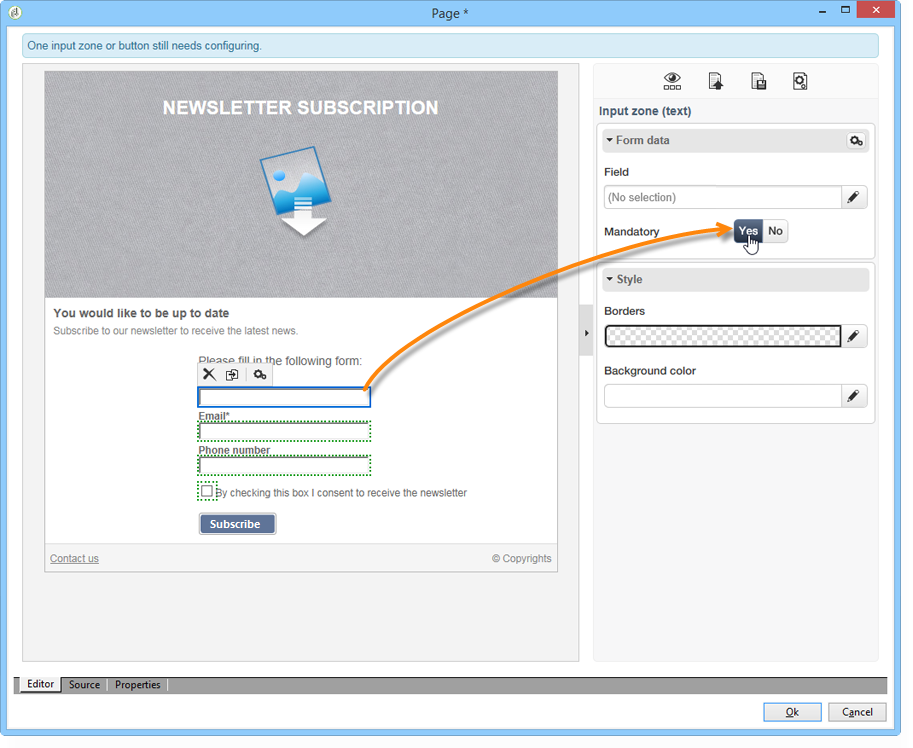 Page *
One input zone or button still needs configuring.
NEWSLETTER SUBSCRIPTION
You would like to be up to date
Subscribe to our newsletter to receive the latest news.
Please fill in the following form:
Email*
Phone number
By checking this box I consent to receive the newsletter
Subscribe
Contact us
© Copyrights
Input zone (text)
Form data
Field
(No selection)
Mandatory
Yes No
Style
Borders
Background color
Editor Source Properties
Ok Cancel